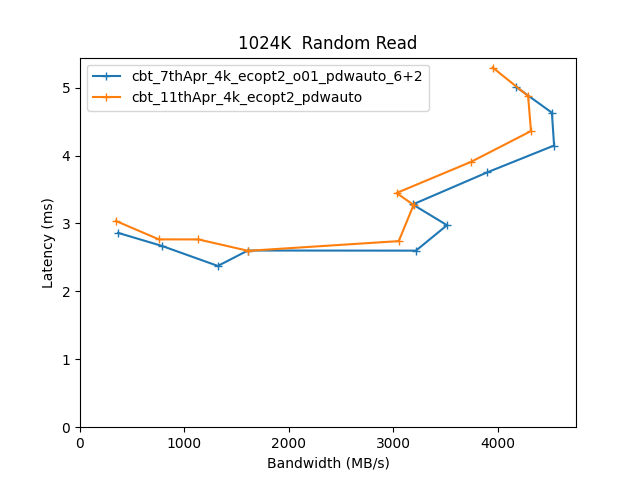 1024K  Random Read
cbt_7thApr_4k_ecopt2_o01_pdwauto_6+2
cbt_11thApr_4k_ecopt2_pdwauto
Latency (ms)
5
4
3
2
1
0
0 1000 2000 3000 4000
Bandwidth (MB/s)